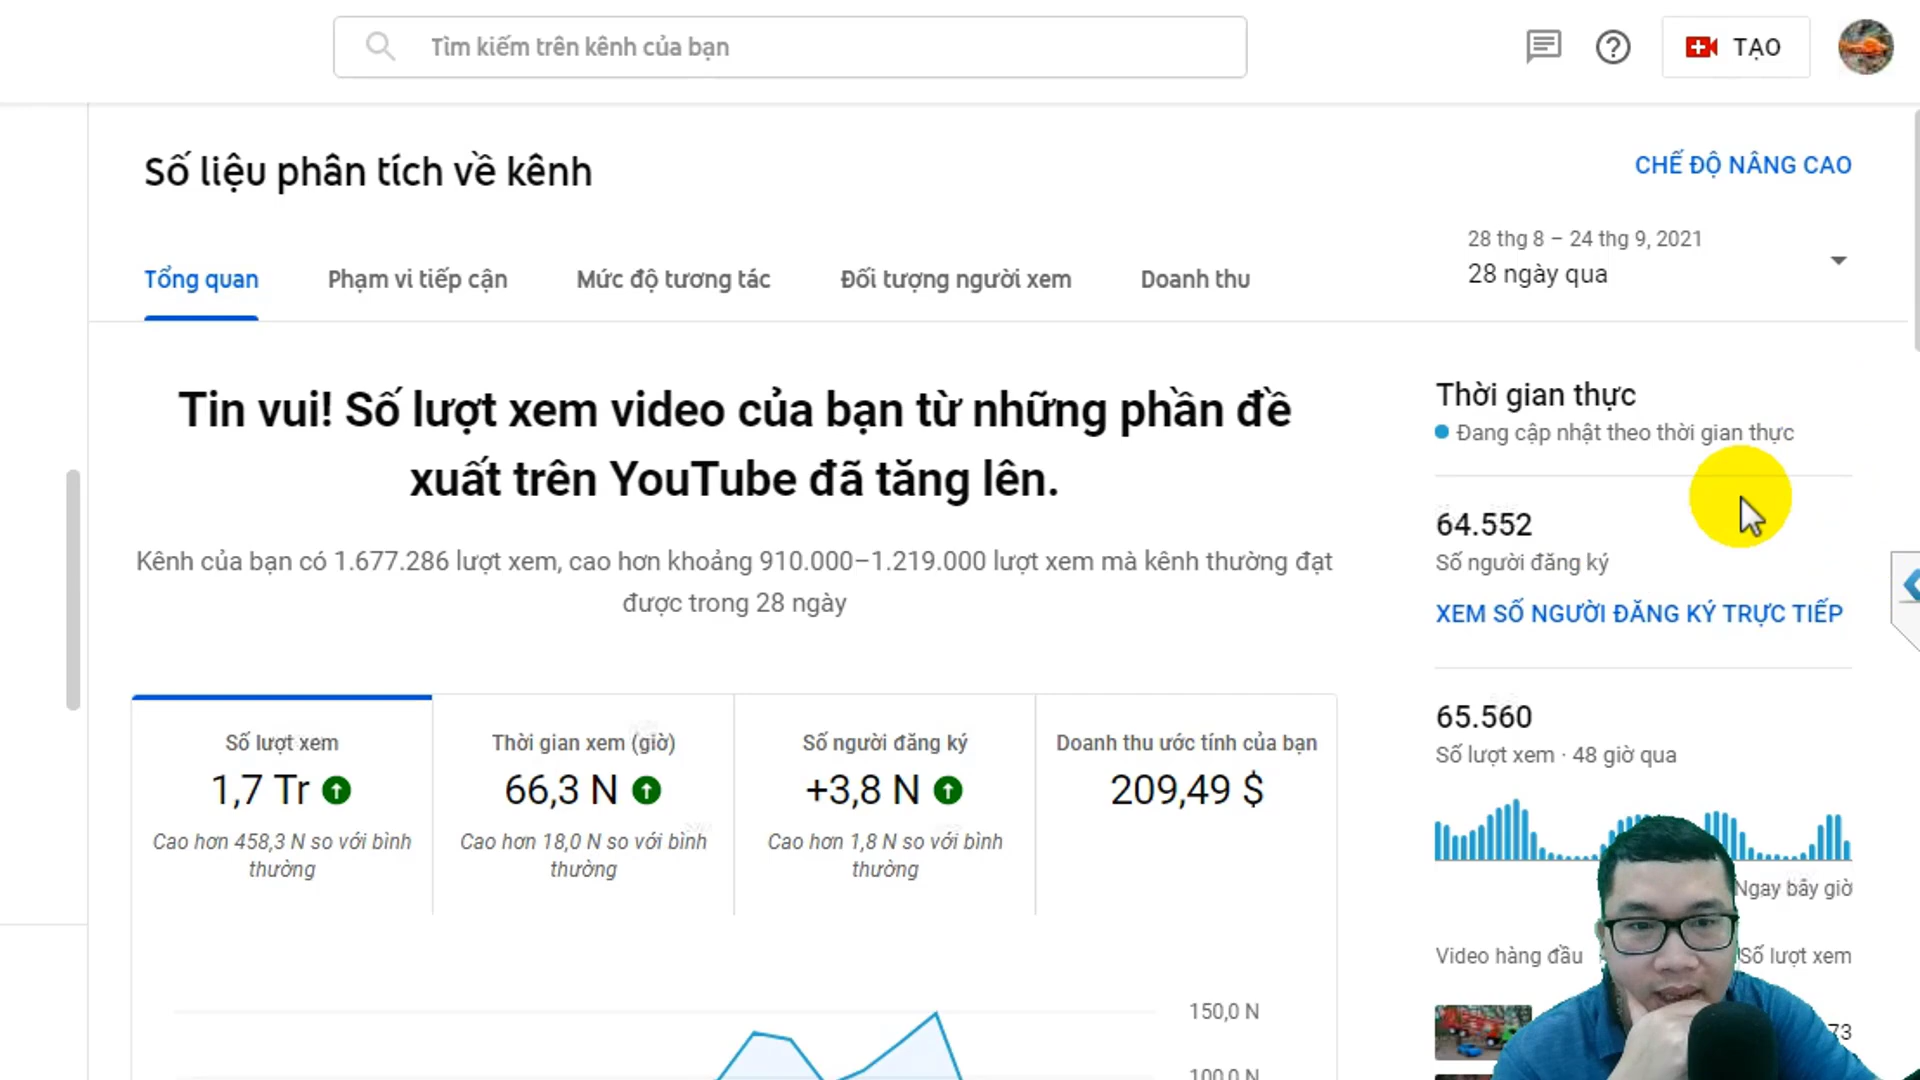 Tìm kiếm trên kênh của bạn
TẠO
Số liệu phân tích về kênh
CHẾ ĐỘ NÂNG CAO
28 thg 8 – 24 thg 9, 2021
28 ngày qua
Tổng quan
Phạm vi tiếp cận
Mức độ tương tác
Đối tượng người xem
Doanh thu
Tin vui! Số lượt xem video của bạn từ những phần đề
xuất trên YouTube đã tăng lên.
Kênh của bạn có 1.677.286 lượt xem, cao hơn khoảng 910.000–1.219.000 lượt xem mà kênh thường đạt
được trong 28 ngày
Số lượt xem
1,7 Tr
Cao hơn 458,3 N so với bình
thường
Thời gian xem (giờ)
66,3 N
Cao hơn 18,0 N so với bình
thường
Số người đăng ký
+3,8 N
Cao hơn 1,8 N so với bình
thường
Doanh thu ước tính của bạn
209,49 $
150,0 N
100,0 N
Thời gian thực
Đang cập nhật theo thời gian thực
64.552
Số người đăng ký
XEM SỐ NGƯỜI ĐĂNG KÝ TRỰC TIẾP
65.560
Số lượt xem · 48 giờ qua
Ngay bây giờ
Video hàng đầu
Số lượt xem
73